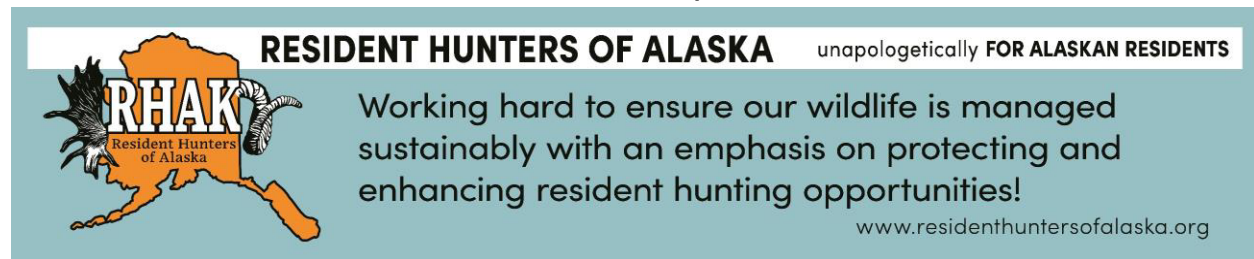 RESIDENT HUNTERS OF ALASKA unapologetically FOR ALASKAN RESIDENTS
RHAK
Resident Hunters
of Alaska
Working hard to ensure our wildlife is managed
sustainably with an emphasis on protecting and
enhancing resident hunting opportunities!
www.residenthuntersofalaska.org